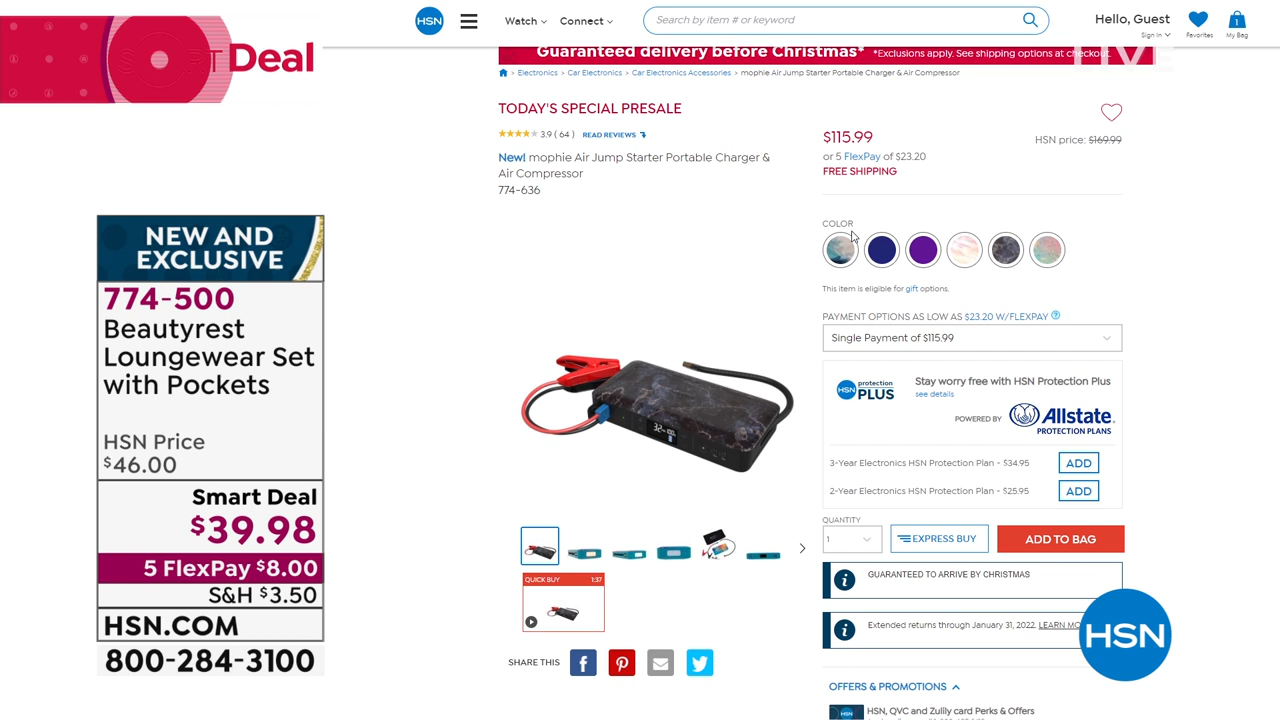 Deal
HSN
Watch
Connect
Search by item # or keyword
Hello, Guest
Sign in
Favorites
1
My Bag
Guaranteed delivery before Christmas* *Exclusions apply. See shipping options at checkout.
LIVE
> Electronics > Car Electronics > Car Electronics Accessories > mophie Air Jump Starter Portable Charger & Air Compressor
TODAY'S SPECIAL PRESALE
3.9 ( 64 ) READ REVIEWS
New! mophie Air Jump Starter Portable Charger &
Air Compressor
774-636
$115.99
HSN price: $169.99
or 5 FlexPay of $23.20
FREE SHIPPING
COLOR
This item is eligible for gift options.
PAYMENT OPTIONS AS LOW AS $23.20 W/FLEXPAY ?
Single Payment of $115.99
HSN protection PLUS
Stay worry free with HSN Protection Plus
see details
POWERED BY Allstate.
PROTECTION PLANS
3-Year Electronics HSN Protection Plan - $34.95 ADD
2-Year Electronics HSN Protection Plan - $25.95 ADD
QUANTITY
1
EXPRESS BUY
ADD TO BAG
GUARANTEED TO ARRIVE BY CHRISTMAS
Extended returns through January 31, 2022. LEARN MO
OFFERS & PROMOTIONS
HSN
HSN, QVC and Zulily card Perks & Offers
QUICK BUY 1:37
SHARE THIS
NEW AND
EXCLUSIVE
774-500
Beautyrest
Loungewear Set
with Pockets
HSN Price
$46.00
Smart Deal
$39.98
5 FlexPay $8.00
S&H $3.50
HSN.COM
800-284-3100
HSN